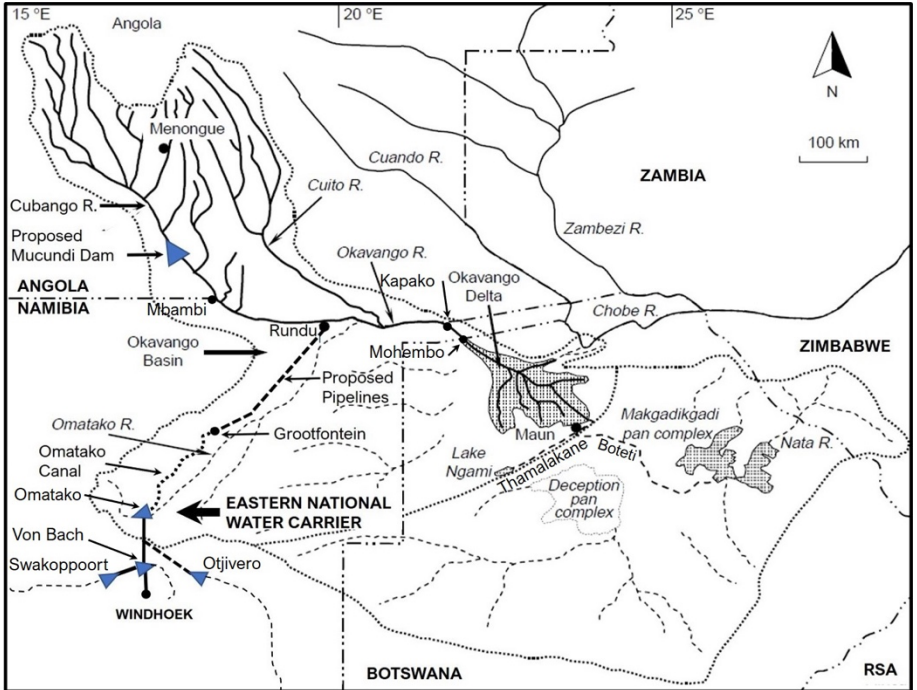 15 °E
20 °E
25 °E
Angola
N
100 km
Menongue
Cuando R.
ZAMBIA
Cuito R.
Cubango R.
Zambezi R.
Proposed
Mucundi Dam
Okavango R.
Kapako
Okavango
Delta
ANGOLA
NAMIBIA
Mbambi
Chobe R.
Rundu
Okavango
Basin
Mohembo
ZIMBABWE
Proposed
Pipelines
Omatako R.
Grootfontein
Maun
Makgadikgadi
pan complex
Nata R.
Omatako
Canal
Lake
Ngami
Thamalakane
Boteti
Deception
pan
complex
Omatako
EASTERN NATIONAL
WATER CARRIER
Von Bach
Swakoppoort
Otjivero
WINDHOEK
BOTSWANA
RSA